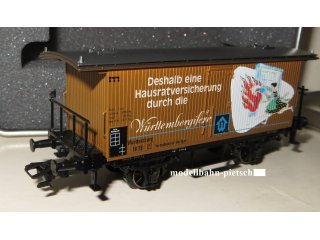 Deshalb eine
Hausratversicherung
durch die
Württembergische
modellbahn-pietsch